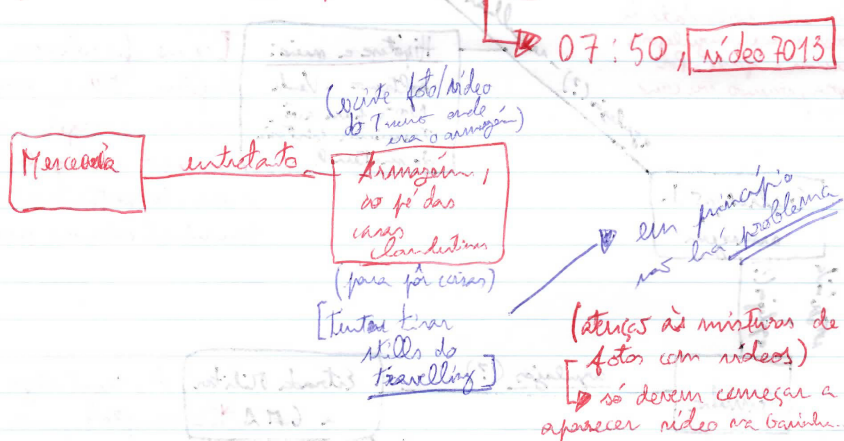 07:50, vídeo 7013
(existe foto/vídeo
do Muro onde
era o armazém)
Mercearia
entretanto
Armazém,
ao pé das
casas
clandestinas
(para pôr coisas)
[Tentar tirar
stills do
travelling.]
em princípio
não há problema
(atenção às misturas de
fotos com vídeos)
só devem começar a
aparecer vídeo na